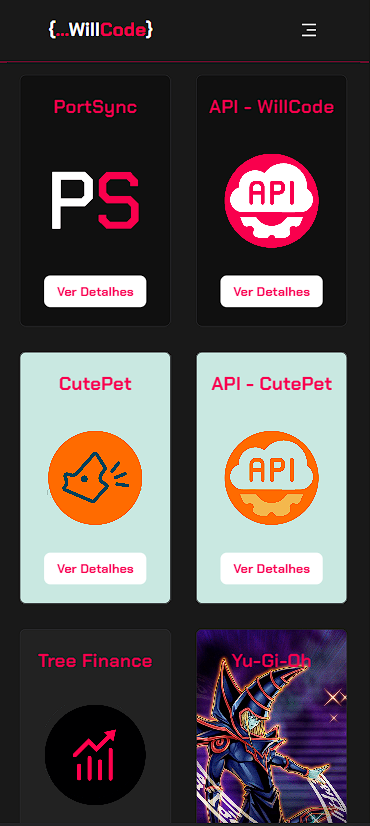 {...WillCode}
PortSync
API - WillCode
PS
API
Ver Detalhes
Ver Detalhes
CutePet
API - CutePet
API
Ver Detalhes
Ver Detalhes
Tree Finance
Yu-Gi-Oh